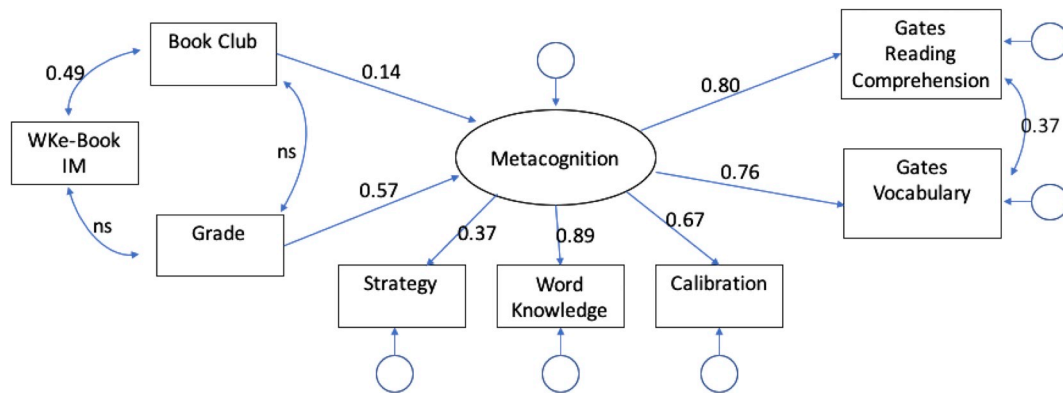 Book Club
0.49
0.14
WKe-Book
IM
ns
ns
Grade
0.57
Metacognition
0.37
0.89
0.67
Strategy
Word
Knowledge
Calibration
0.80
0.76
Gates
Reading
Comprehension
0.37
Gates
Vocabulary